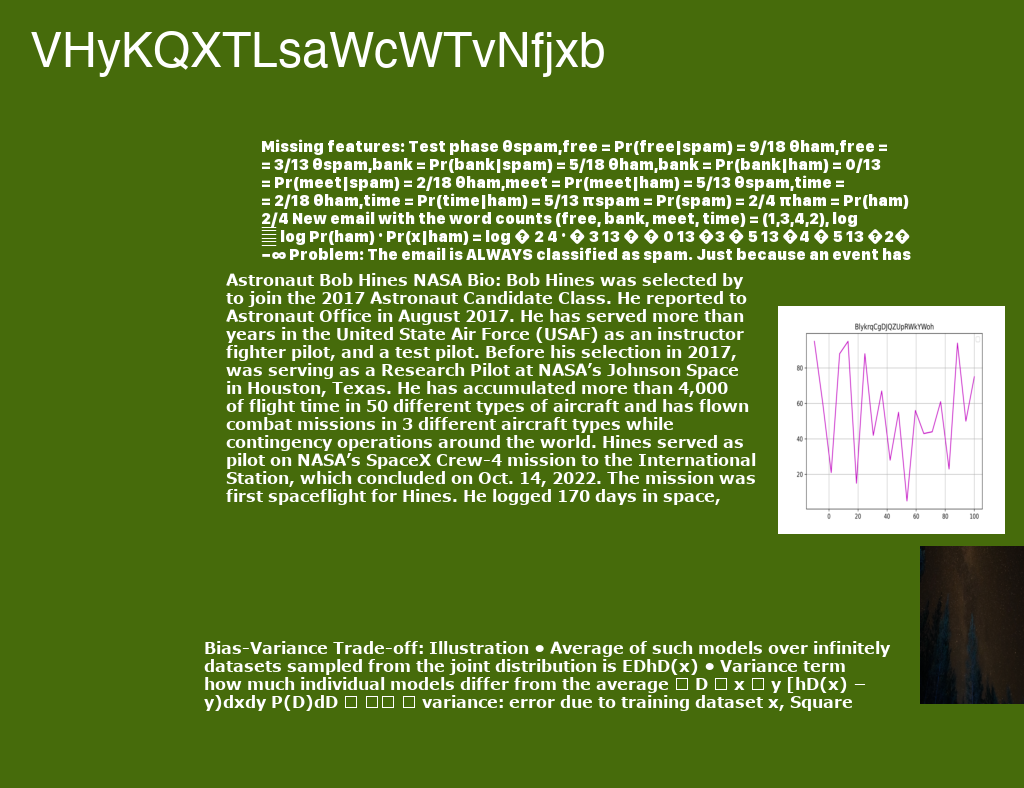 VHyKQXTLsaWcWTvNfjxb
Missing features: Test phase θspam,free = Pr(free|spam) = 9/18 θham,free =
= 3/13 θspam,bank = Pr(bank|spam) = 5/18 θham,bank = Pr(bank|ham) = 0/13
= Pr(meet|spam) = 2/18 θham,meet = Pr(meet|ham) = 5/13 θspam,time =
= 2/18 θham,time = Pr(time|ham) = 5/13 πspam = Pr(spam) = 2/4 πham = Pr(ham)
2/4 New email with the word counts (free, bank, meet, time) = (1,3,4,2), log
log Pr(ham) · Pr(x|ham) = log � 2 4 · � 3 13 � � 0 13 �3 � 5 13 �4 � 5 13 �2�
−∞ Problem: The email is ALWAYS classified as spam. Just because an event has
Astronaut Bob Hines NASA Bio: Bob Hines was selected by
to join the 2017 Astronaut Candidate Class. He reported to
Astronaut Office in August 2017. He has served more than
years in the United State Air Force (USAF) as an instructor
fighter pilot, and a test pilot. Before his selection in 2017,
was serving as a Research Pilot at NASA’s Johnson Space
in Houston, Texas. He has accumulated more than 4,000
of flight time in 50 different types of aircraft and has flown
combat missions in 3 different aircraft types while
contingency operations around the world. Hines served as
pilot on NASA’s SpaceX Crew-4 mission to the International
Station, which concluded on Oct. 14, 2022. The mission was
first spaceflight for Hines. He logged 170 days in space,
BlykrqCgDJQZUpRWkYWoh
80
60
40
20
0 20 40 60 80 100
Bias-Variance Trade-off: Illustration ● Average of such models over infinitely
datasets sampled from the joint distribution is EDhD(x) ● Variance term
how much individual models differ from the average □ D □ x □ y [hD(x) −
y)dxdy P(D)dD □ □□ □ variance: error due to training dataset x, Square